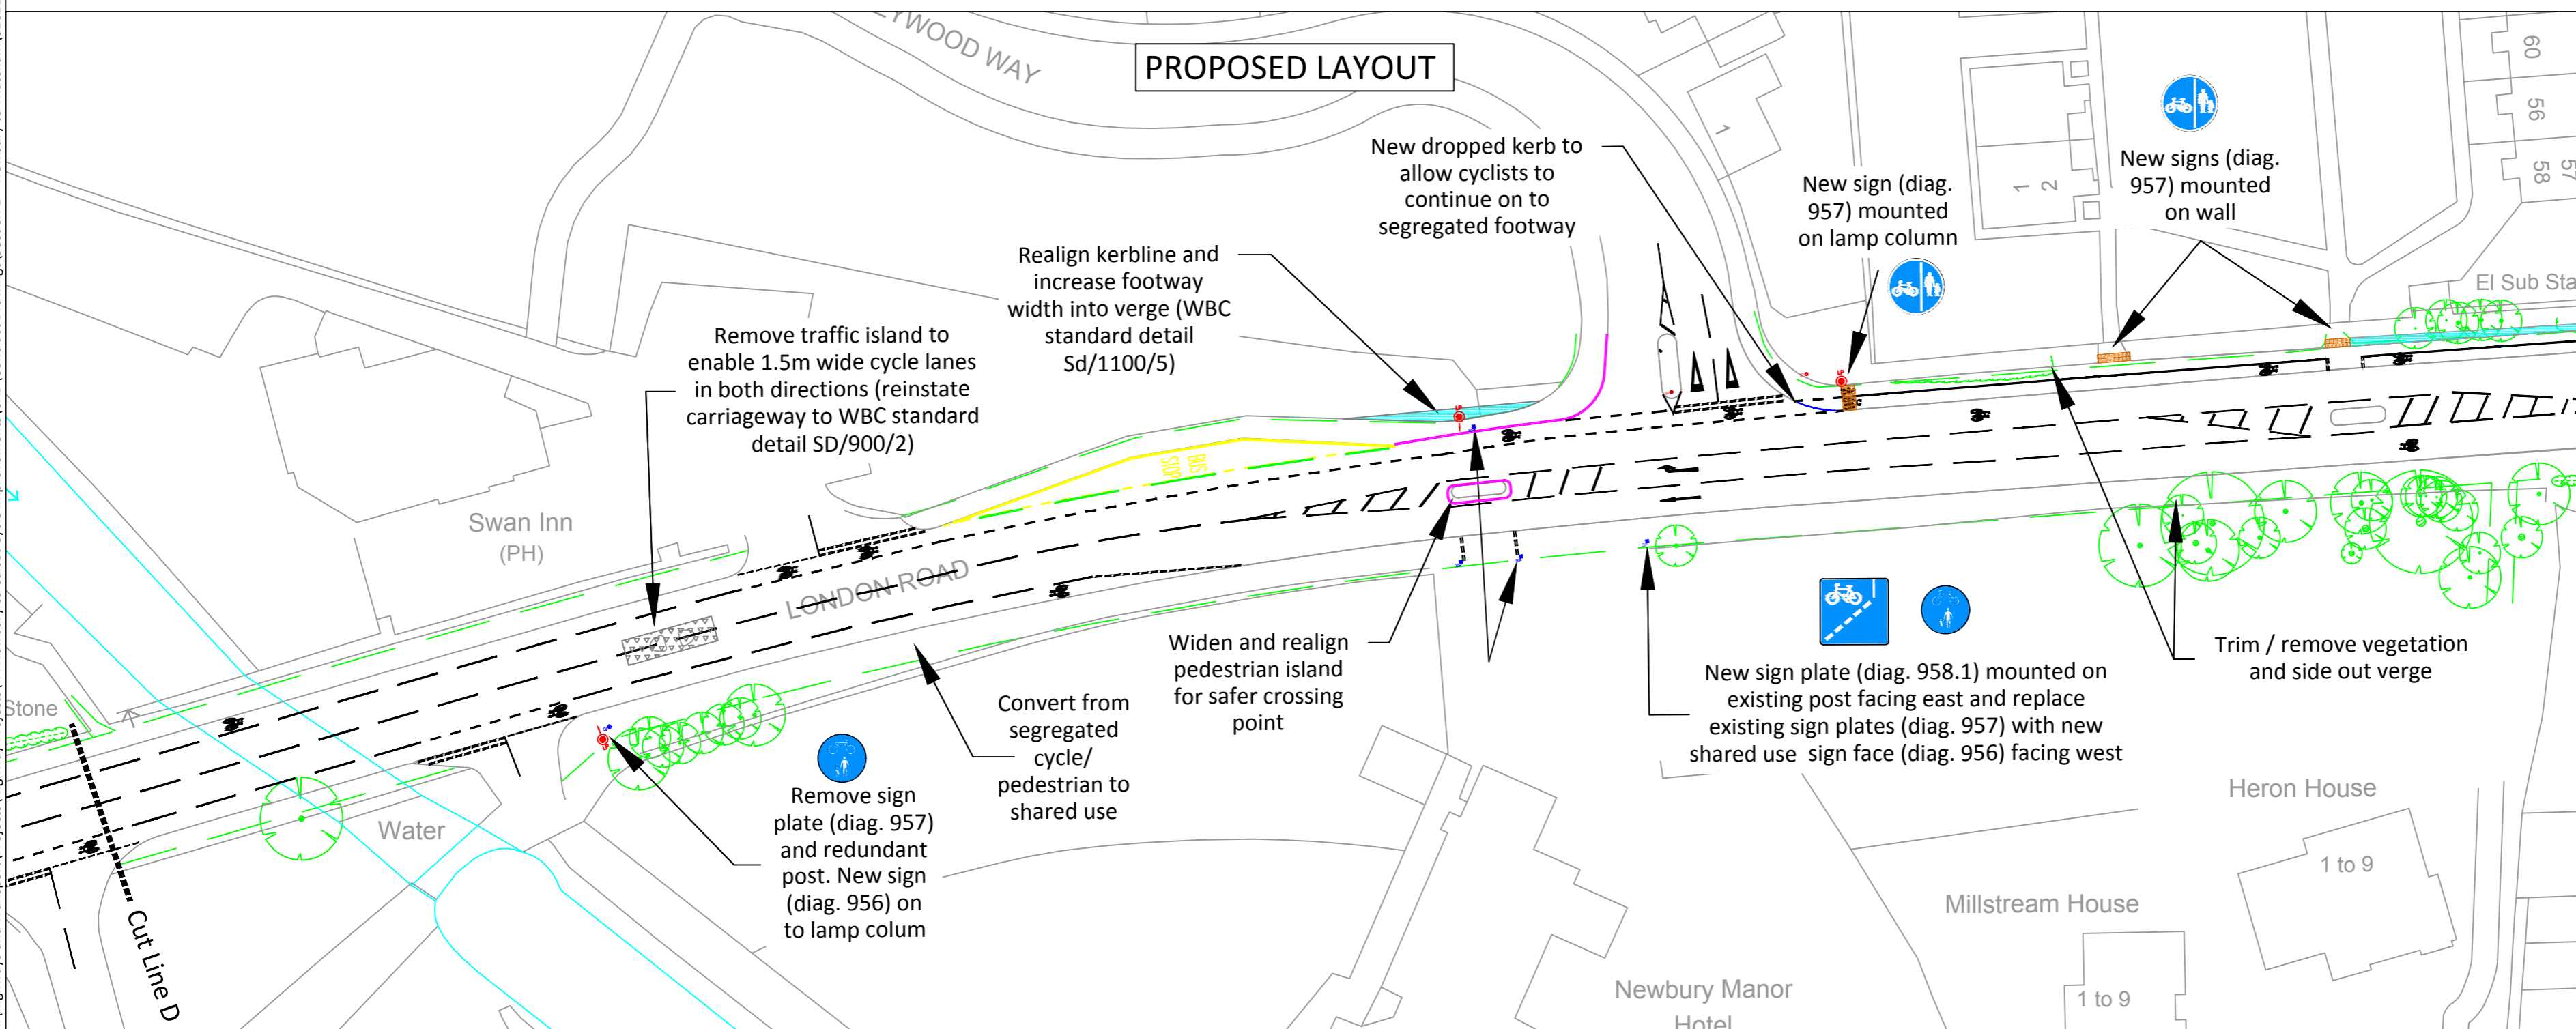 PROPOSED LAYOUT
YWOOD WAY
New dropped kerb to
allow cyclists to
continue on to
segregated footway
New sign (diag.
957) mounted
on lamp column
New signs (diag.
957) mounted
on wall
Realign kerbline and
increase footway
width into verge (WBC
standard detail
Sd/1100/5)
Remove traffic island to
enable 1.5m wide cycle lanes
in both directions (reinstate
carriageway to WBC standard
detail SD/900/2)
1
1
2
60
56
58
57
El Sub Sta
BUS
STOP
Swan Inn
(PH)
LONDON ROAD
Stone
Water
Cut Line D
Remove sign
plate (diag. 957)
and redundant
post. New sign
(diag. 956) on
to lamp colum
Convert from
segregated
cycle/
pedestrian to
shared use
Widen and realign
pedestrian island
for safer crossing
point
New sign plate (diag. 958.1) mounted on
existing post facing east and replace
existing sign plates (diag. 957) with new
shared use sign face (diag. 956) facing west
Trim / remove vegetation
and side out verge
Heron House
1 to 9
Millstream House
1 to 9
Newbury Manor
Hotel